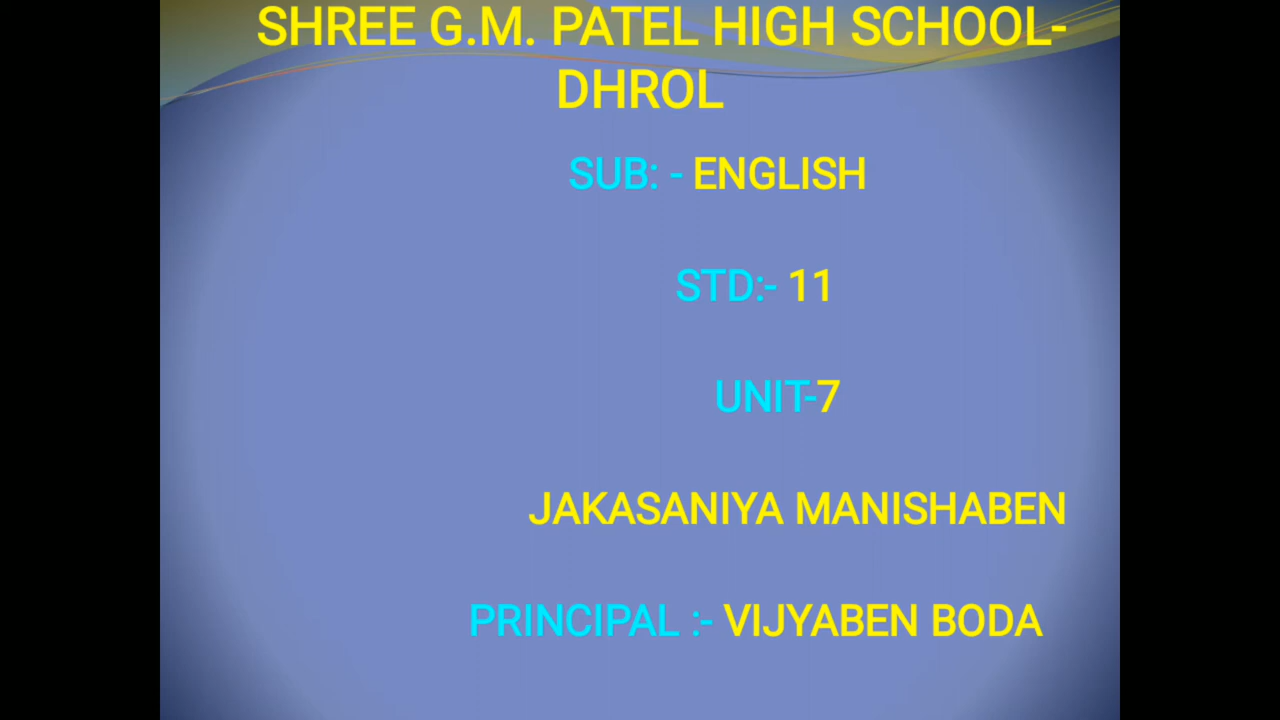 SHREE G.M. PATEL HIGH SCHOOL-
DHROL
SUB: - ENGLISH
STD:- 11
UNIT-7
JAKASANIYA MANISHABEN
PRINCIPAL :- VIJYABEN BODA